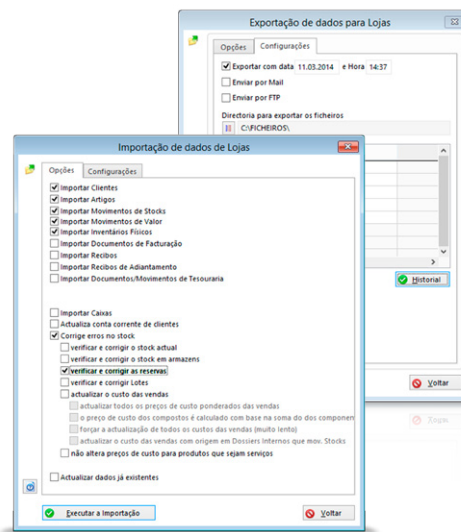 Exportação de dados para Lojas
Opções
Configurações
Exportar com data 11.03.2014 e Hora 14:37
Enviar por Mail
Enviar por FTP
Directoria para exportar os ficheiros
C:\FICHEIROS\
Historial
Voltar
Importação de dados de Lojas
Opções
Configurações
Importar Clientes
Importar Artigos
Importar Movimentos de Stocks
Importar Movimentos de Valor
Importar Inventários Físicos
Importar Documentos de Facturação
Importar Recibos
Importar Recibos de Adiantamento
Importar Documentos/Movimentos de Tesouraria
Importar Caixas
Actualiza conta corrente de clientes
Corrige erros no stock
verificar e corrigir o stock actual
verificar e corrigir o stock em armazens
verificar e corrigir as reservas
verificar e corrigir Lotes
actualizar o custo das vendas
actualizar todos os preços de custo ponderados das vendas
o preço de custo dos compostos é calculado com base na soma do dos componen
forçar a actualização de todos os custos das vendas (muito lento)
actualizar o custo das vendas com origem em Dossiers Internos que mov. Stocks
não altera preços de custo para produtos que sejam serviços
Actualizar dados já existentes
Executar a Importação
Voltar